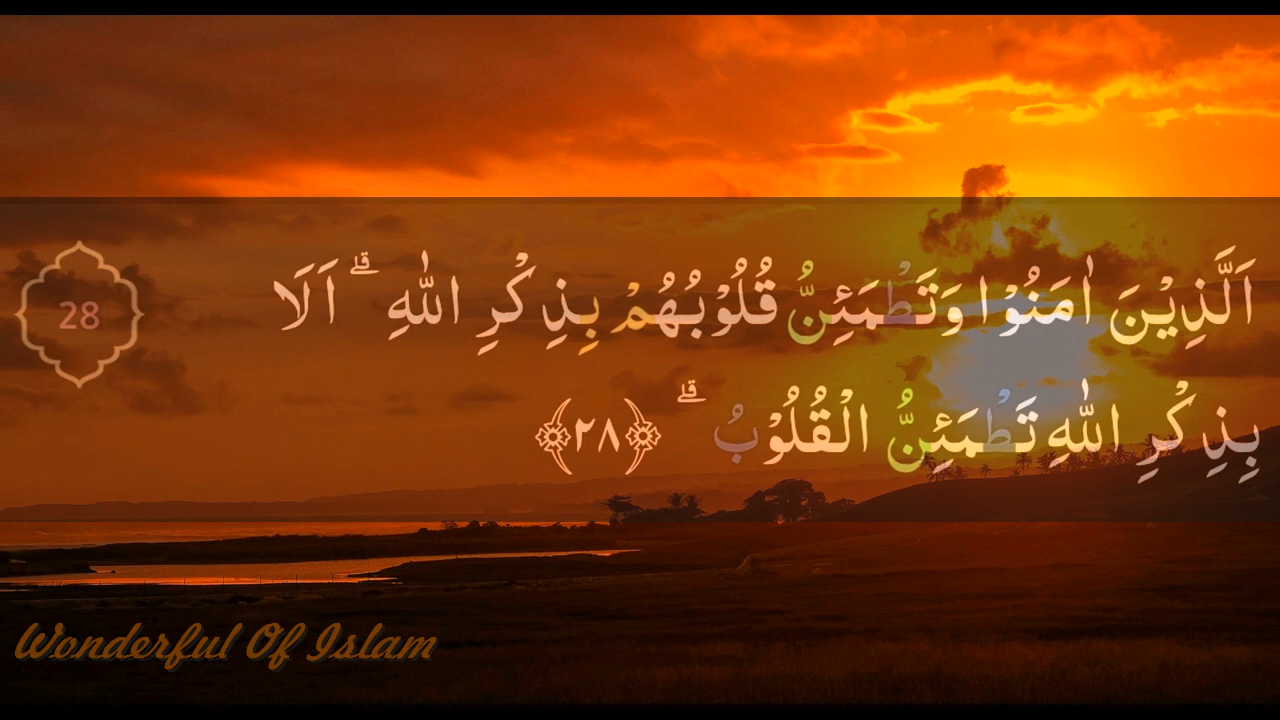 اَلَّذِيْنَ اٰمَنُوْا وَتَطْمَئِنُّ قُلُوْبُهُمْ بِذِكْرِ اللّٰهِ ۗ اَلَا
28
بِذِكْرِ اللّٰهِ تَطْمَئِنُّ الْقُلُوْبُ ۗ ﴿٢٨﴾
Wonderful Of Islam